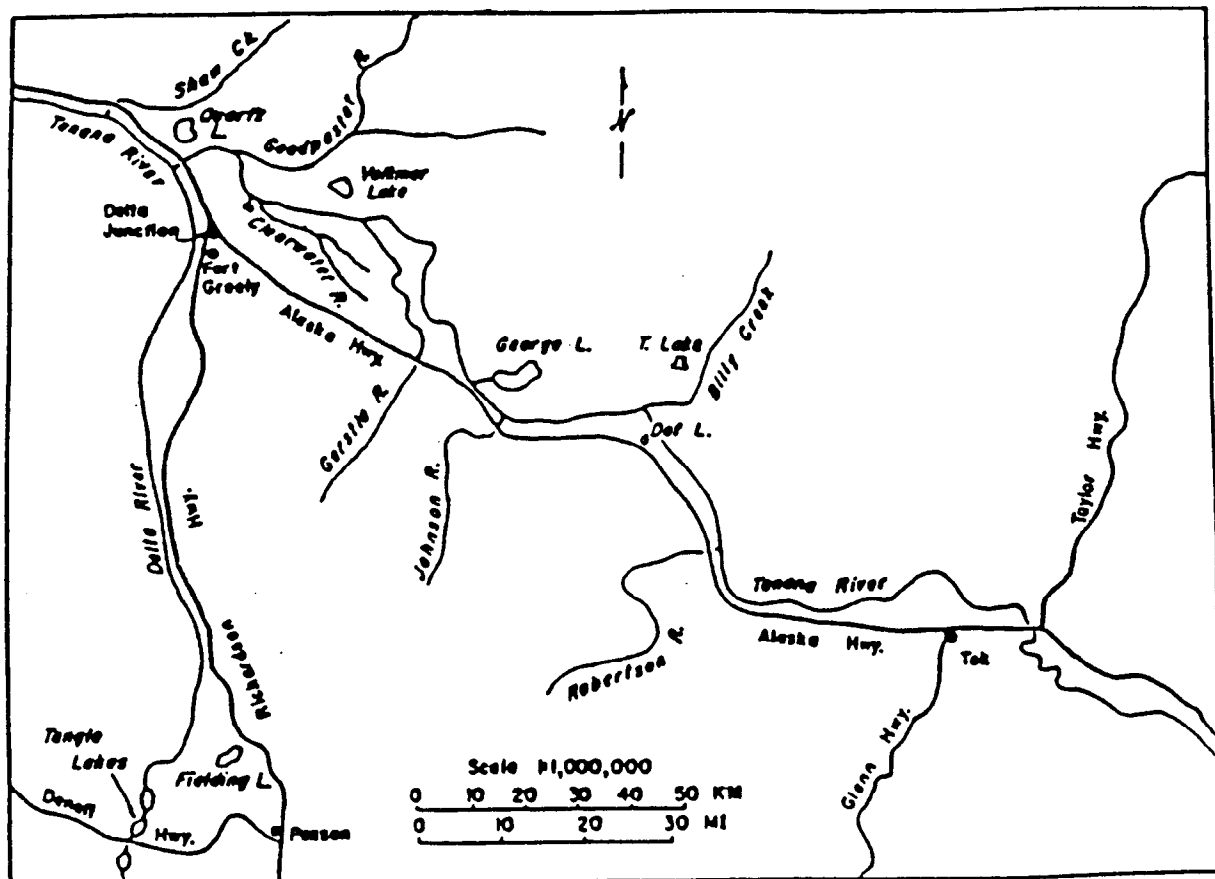 Shaw Ck
Quartz
L.
Goodpaster R.
Tanana River
N
Volkmar
Lake
Delta
Junction
Clearwater R.
Fort
Greely
Alaska Hwy.
George L.
T. Lake
Billy Creek
Gerstle R.
Dot L.
Johnson R.
Taylor Hwy.
Delta River
Hwy.
Richardson
Tanana River
Alaska Hwy.
Tok
Robertson R.
Glenn Hwy.
Tangle
Lakes
Fielding L.
Denali
Hwy.
Paxson
Scale 1:1,000,000
0 10 20 30 40 50 KM
0 10 20 30 MI